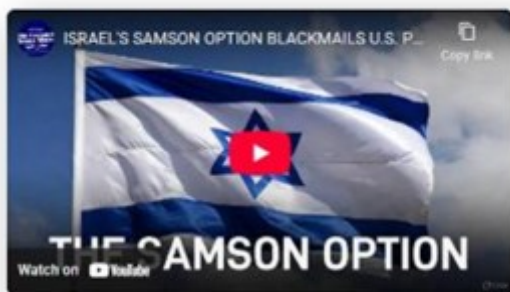 ISRAEL'S SAMSON OPTION BLACKMAILS U.S. P...
Copy link
THE SAMSON OPTION
Watch on YouTube